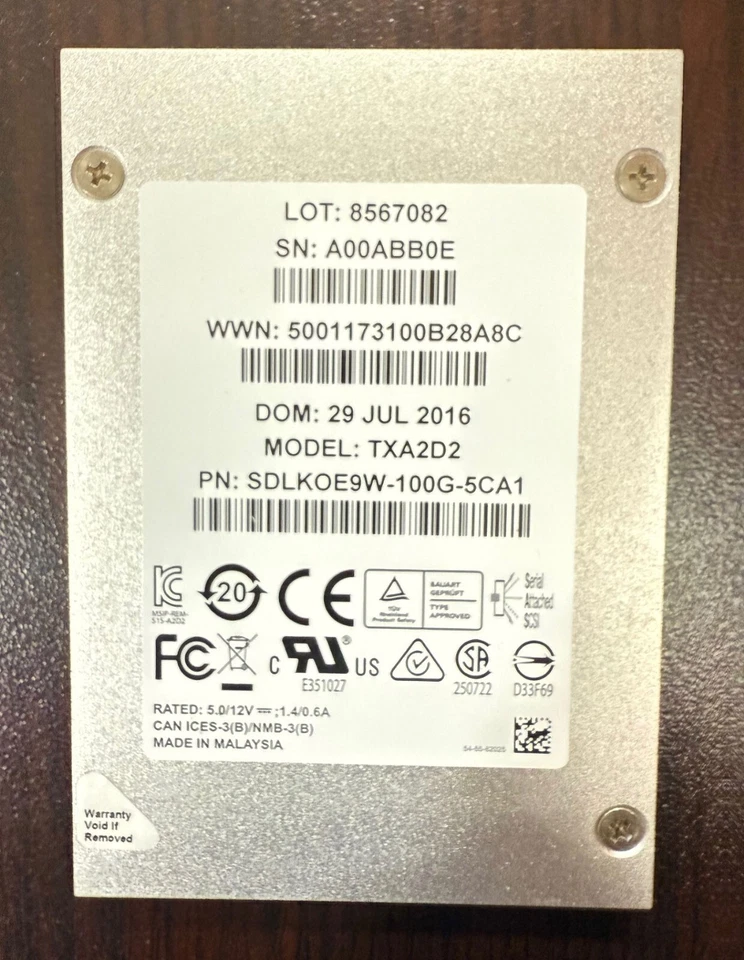 LOT: 8567082
SN: A00ABB0E
WWN: 5001173100B28A8C
DOM: 29 JUL 2016
MODEL: TXA2D2
PN: SDLKOE9W-100G-5CA1
KC
MSIP-REM-
S15-A2D2
20
CE
TÜV
Rheinland
Product Safety
BAUART
GEPRÜFT
TYPE
APPROVED
Serial
Attached
SCSI
FC
C RU® US
E351027
SA
250722
D33F69
RATED: 5.0/12V ⎓ ;1.4/0.6A
CAN ICES-3(B)/NMB-3(B)
MADE IN MALAYSIA
Warranty
Void If
Removed